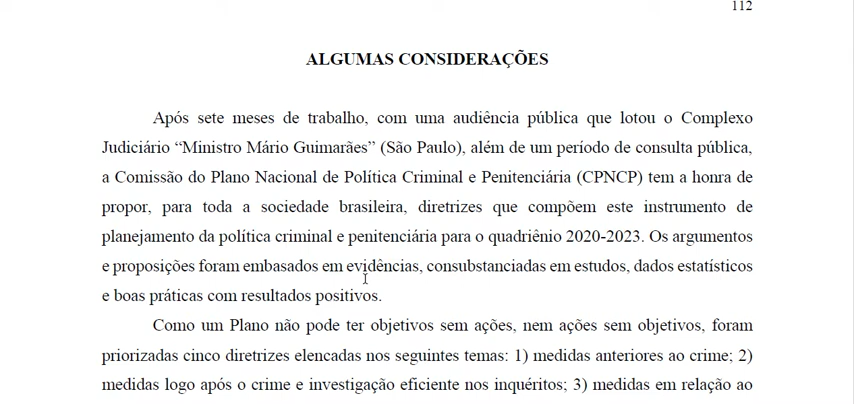 112
ALGUMAS CONSIDERAÇÕES
Após sete meses de trabalho, com uma audiência pública que lotou o Complexo
Judiciário “Ministro Mário Guimarães” (São Paulo), além de um período de consulta pública,
a Comissão do Plano Nacional de Política Criminal e Penitenciária (CPNCP) tem a honra de
propor, para toda a sociedade brasileira, diretrizes que compõem este instrumento de
planejamento da política criminal e penitenciária para o quadriênio 2020-2023. Os argumentos
e proposições foram embasados em evidências, consubstanciadas em estudos, dados estatísticos
e boas práticas com resultados positivos.
Como um Plano não pode ter objetivos sem ações, nem ações sem objetivos, foram
priorizadas cinco diretrizes elencadas nos seguintes temas: 1) medidas anteriores ao crime; 2)
medidas logo após o crime e investigação eficiente nos inquéritos; 3) medidas em relação ao